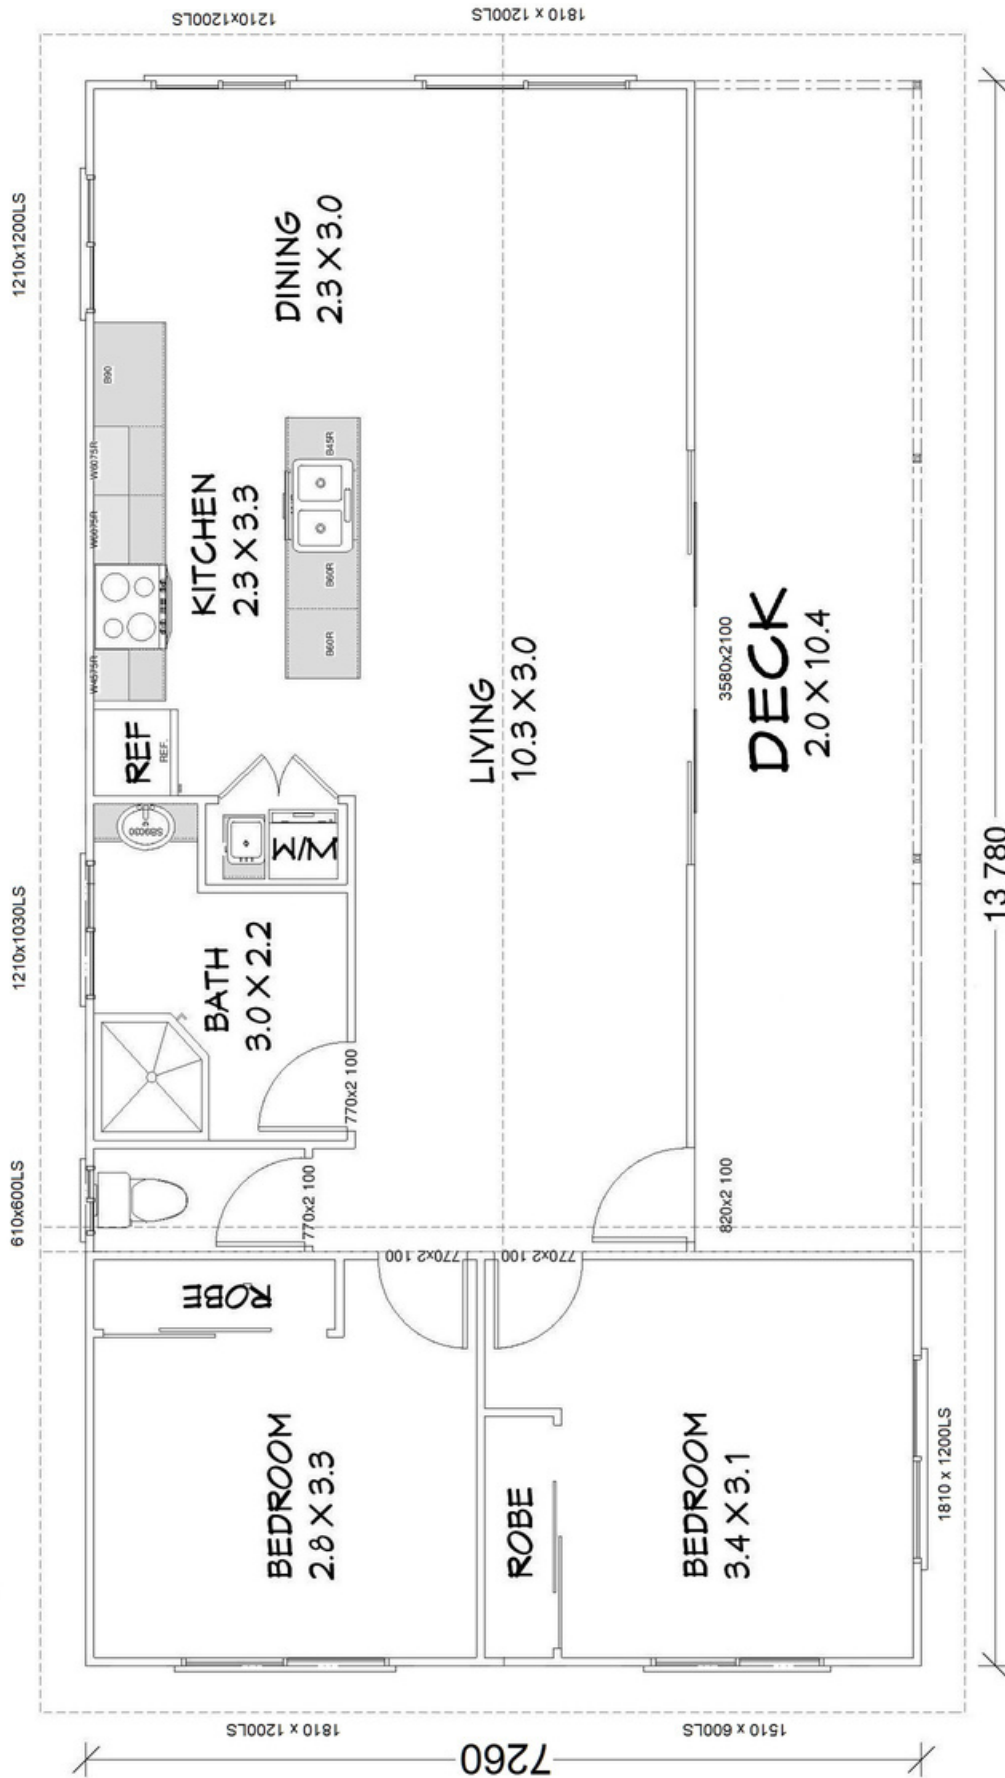 1210x1200LS
1810 x 1200LS
1210x1200LS
DINING
2.3 X 3.0
B90
W6075R
W6075R
W4575R
KITCHEN
2.3 X 3.3
B45R
B60R
B60R
REF
REF.
LIVING
10.3 X 3.0
3580x2100
DECK
2.0 X 10.4
SB9030
W/M
1210x1030LS
BATH
3.0 X 2.2
770x2 100
13 780
610x600LS
770x2 100
820x2 100
770x2 100
770x2 100
ROBE
BEDROOM
2.8 X 3.3
ROBE
BEDROOM
3.4 X 3.1
1810 x 1200LS
1810 x 1200LS
1510 x 600LS
7260